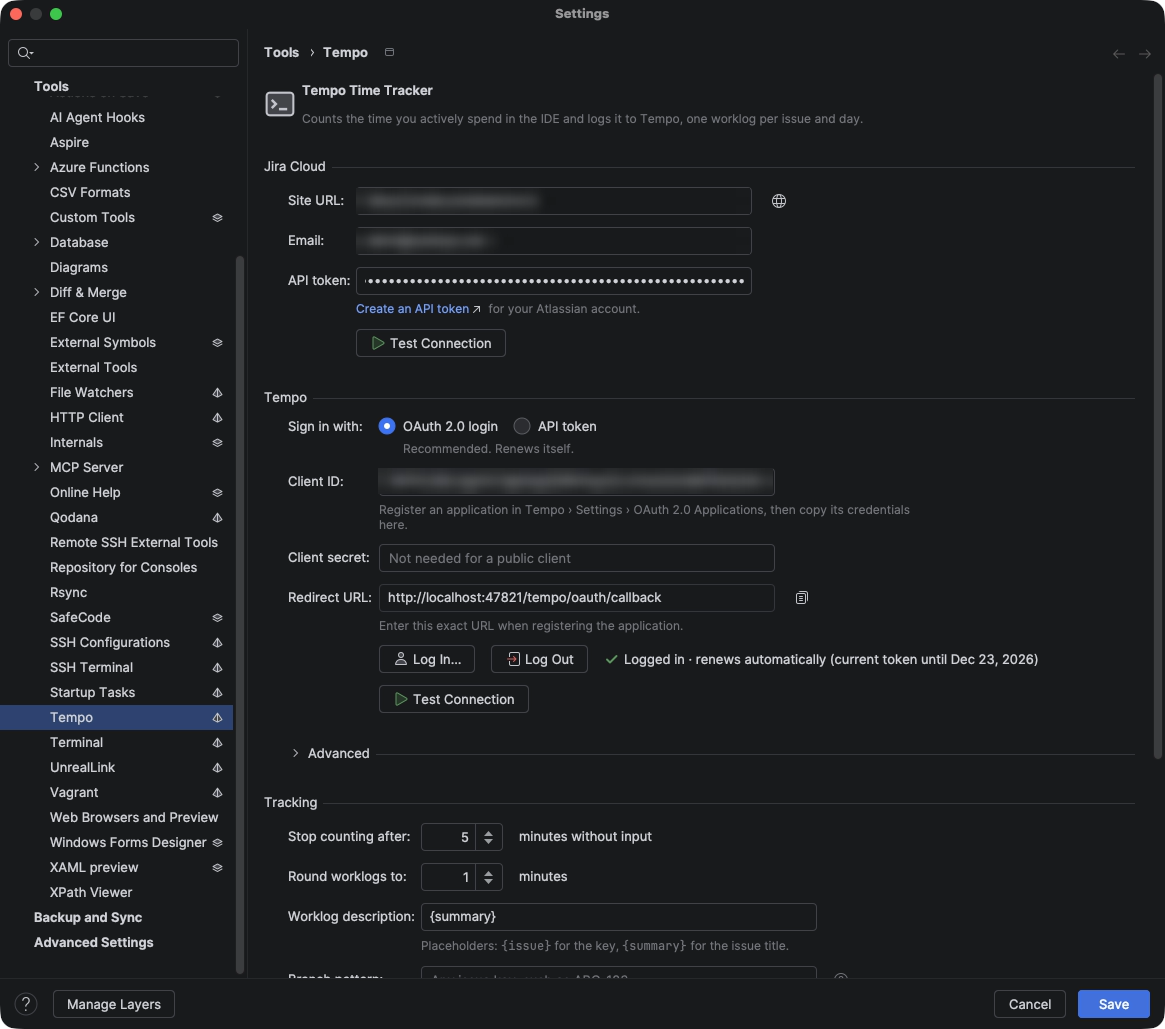 Settings
Tools › Tempo
Tools
AI Agent Hooks
Aspire
Azure Functions
CSV Formats
Custom Tools
Database
Diagrams
Diff & Merge
EF Core UI
External Symbols
External Tools
File Watchers
HTTP Client
Internals
MCP Server
Online Help
Qodana
Remote SSH External Tools
Repository for Consoles
Rsync
SafeCode
SSH Configurations
SSH Terminal
Startup Tasks
Tempo
Terminal
UnrealLink
Vagrant
Web Browsers and Preview
Windows Forms Designer
XAML preview
XPath Viewer
Backup and Sync
Advanced Settings
Tempo Time Tracker
Counts the time you actively spend in the IDE and logs it to Tempo, one worklog per issue and day.
Jira Cloud
Site URL:
Email:
API token:
Create an API token ↗ for your Atlassian account.
Test Connection
Tempo
Sign in with: OAuth 2.0 login API token
Recommended. Renews itself.
Client ID:
Register an application in Tempo › Settings › OAuth 2.0 Applications, then copy its credentials
here.
Client secret: Not needed for a public client
Redirect URL: http://localhost:47821/tempo/oauth/callback
Enter this exact URL when registering the application.
Log In... Log Out Logged in · renews automatically (current token until Dec 23, 2026)
Test Connection
Advanced
Tracking
Stop counting after: 5 minutes without input
Round worklogs to: 1 minutes
Worklog description: {summary}
Placeholders: {issue} for the key, {summary} for the issue title.
? Manage Layers Cancel Save